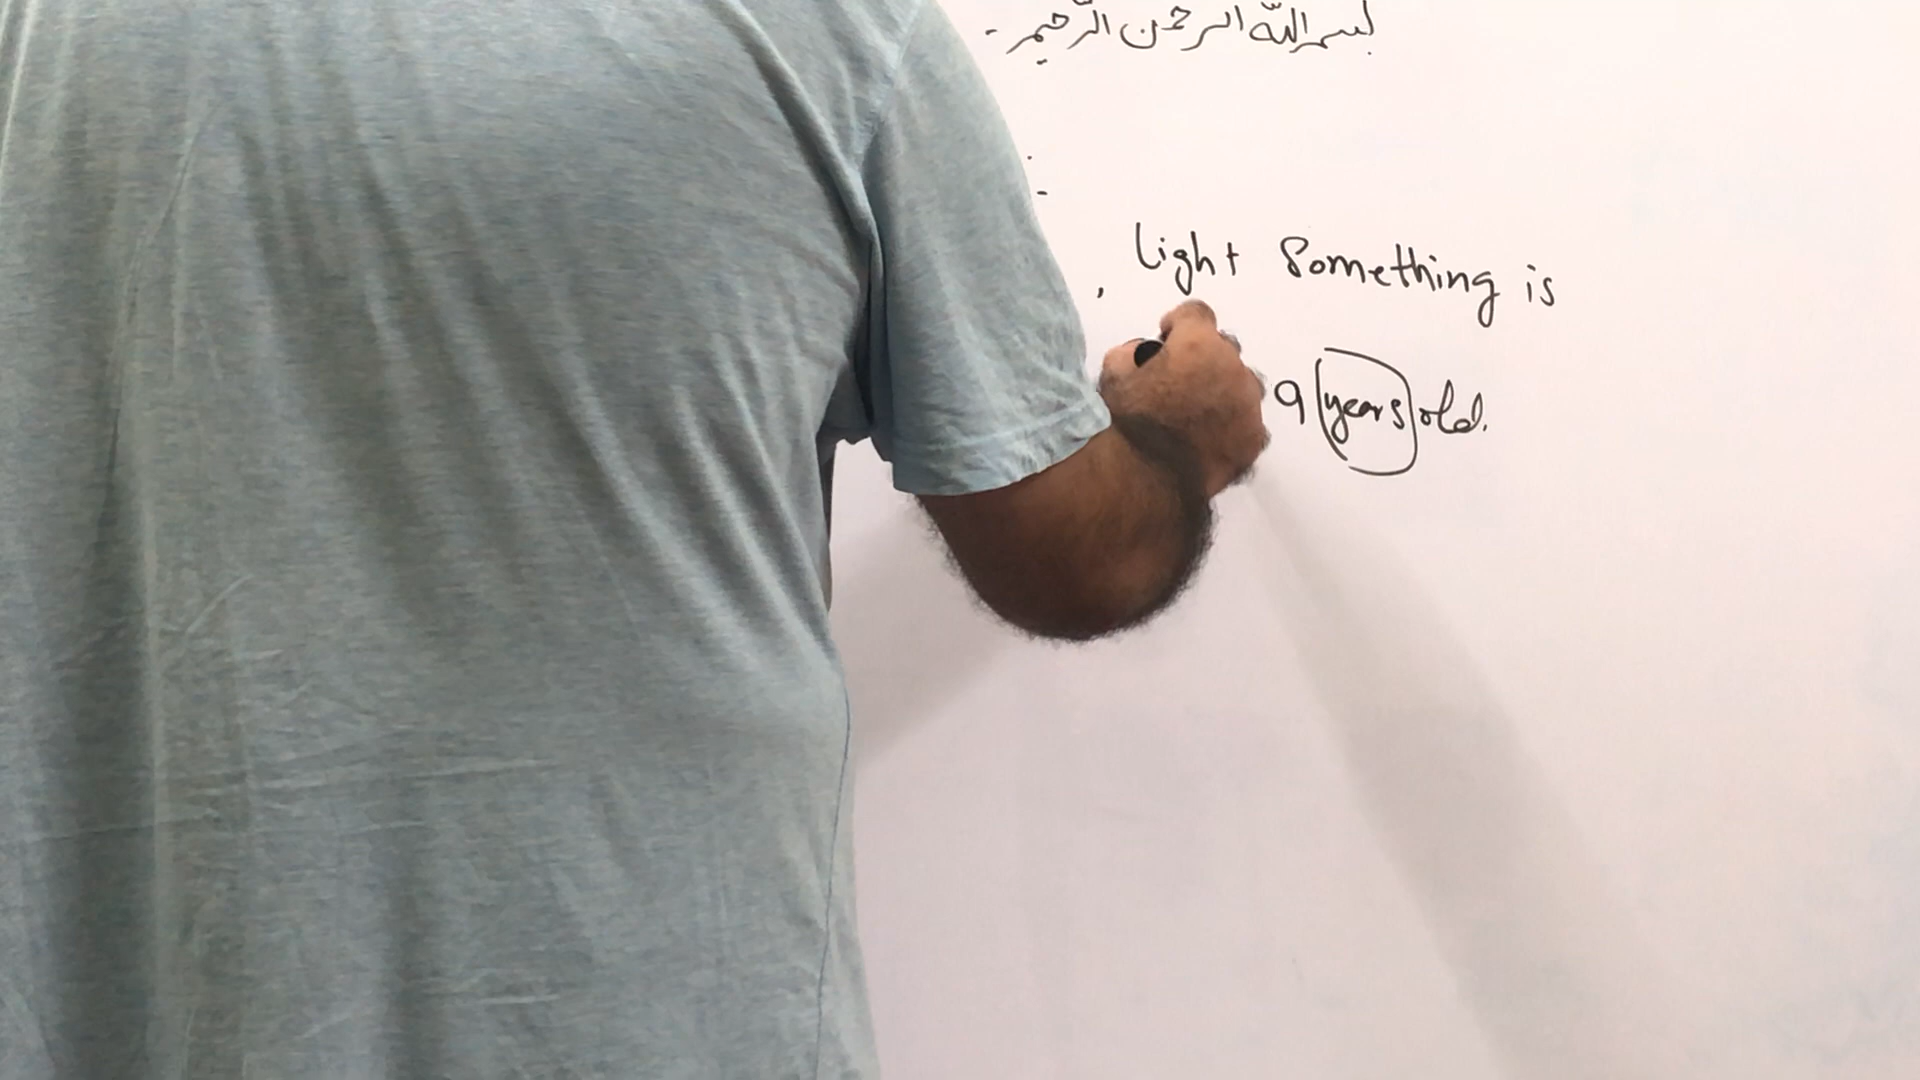 بسم الله الرحمن الرحيم -
, Light Something is
9 years old.